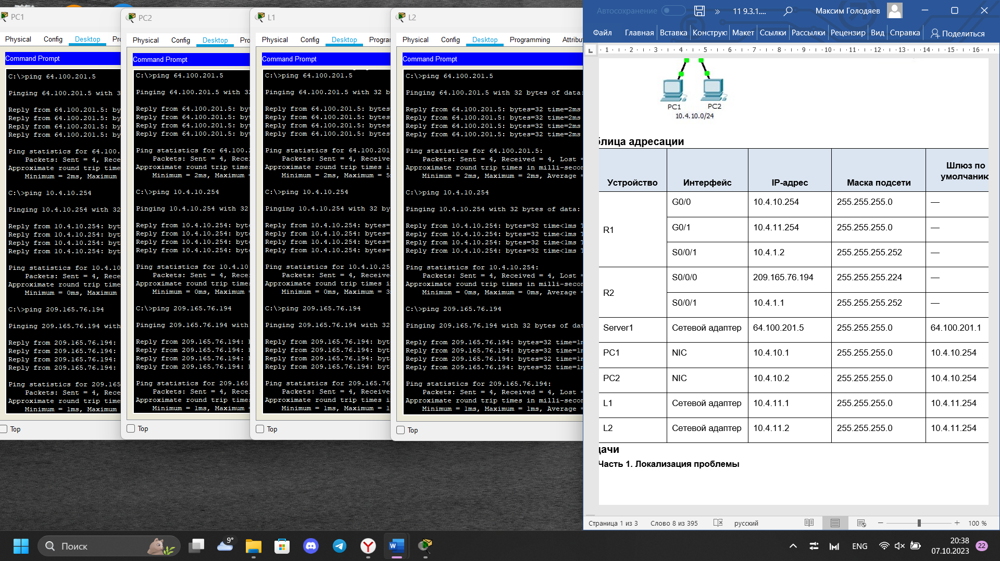 PC1
Physical
Config
Desktop
Command Prompt
C:\>ping 64.100.201.5
Pinging 64.100.201.5 with 3
Reply from 64.100.201.5: by
Reply from 64.100.201.5: by
Reply from 64.100.201.5: by
Reply from 64.100.201.5: by
Ping statistics for 64.100.
Packets: Sent = 4, Rece
Approximate round trip time
Minimum = 2ms, Maximum
C:\>ping 10.4.10.254
Pinging 10.4.10.254 with 32
Reply from 10.4.10.254: byt
Reply from 10.4.10.254: byt
Reply from 10.4.10.254: byt
Reply from 10.4.10.254: byt
Ping statistics for 10.4.10
Packets: Sent = 4, Rece
Approximate round trip time
Minimum = 0ms, Maximum
C:\>ping 209.165.76.194
Pinging 209.165.76.194 with
Reply from 209.165.76.194:
Reply from 209.165.76.194:
Reply from 209.165.76.194:
Reply from 209.165.76.194:
Ping statistics for 209.165
Packets: Sent = 4, Rece
Approximate round trip time
Minimum = 1ms, Maximum
Top
PC2
Physical
Config
Desktop
Command Prompt
C:\>ping 64.100.201.5
Pinging 64.100.201.5 with 32
Reply from 64.100.201.5: byt
Reply from 64.100.201.5: byt
Reply from 64.100.201.5: byt
Reply from 64.100.201.5: byt
Ping statistics for 64.100.2
Packets: Sent = 4, Recei
Approximate round trip times
Minimum = 2ms, Maximum =
C:\>ping 10.4.10.254
Pinging 10.4.10.254 with 32
Reply from 10.4.10.254: byte
Reply from 10.4.10.254: byte
Reply from 10.4.10.254: byte
Reply from 10.4.10.254: byte
Ping statistics for 10.4.10
Packets: Sent = 4, Recei
Approximate round trip times
Minimum = 0ms, Maximum =
C:\>ping 209.165.76.194
Pinging 209.165.76.194 with
Reply from 209.165.76.194:
Reply from 209.165.76.194:
Reply from 209.165.76.194:
Reply from 209.165.76.194:
Ping statistics for 209.165
Packets: Sent = 4, Recei
Approximate round trip times
Minimum = 1ms, Maximum =
Top
L1
Physical
Config
Desktop
Program
Command Prompt
C:\>ping 64.100.201.5
Pinging 64.100.201.5 with 32 b
Reply from 64.100.201.5: bytes
Reply from 64.100.201.5: bytes
Reply from 64.100.201.5: bytes
Reply from 64.100.201.5: bytes
Ping statistics for 64.100.201
Packets: Sent = 4, Receive
Approximate round trip times i
Minimum = 2ms, Maximum = 5
C:\>ping 10.4.10.254
Pinging 10.4.10.254 with 32 by
Reply from 10.4.10.254: bytes=
Reply from 10.4.10.254: bytes=
Reply from 10.4.10.254: bytes=
Reply from 10.4.10.254: bytes=
Ping statistics for 10.4.10.25
Packets: Sent = 4, Receive
Approximate round trip times i
Minimum = 0ms, Maximum = 3
C:\>ping 209.165.76.194
Pinging 209.165.76.194 with 32
Reply from 209.165.76.194: byt
Reply from 209.165.76.194: byt
Reply from 209.165.76.194: byt
Reply from 209.165.76.194: byt
Ping statistics for 209.165.76
Packets: Sent = 4, Receive
Approximate round trip times i
Minimum = 1ms, Maximum = 1
Top
L2
Physical
Config
Desktop
Programming
Attribu
Command Prompt
C:\>ping 64.100.201.5
Pinging 64.100.201.5 with 32 bytes of data:
Reply from 64.100.201.5: bytes=32 time=2ms
Reply from 64.100.201.5: bytes=32 time=2ms
Reply from 64.100.201.5: bytes=32 time=2ms
Reply from 64.100.201.5: bytes=32 time=2ms
Ping statistics for 64.100.201.5:
Packets: Sent = 4, Received = 4, Lost =
Approximate round trip times in milli-secon
Minimum = 2ms, Maximum = 2ms, Average =
C:\>ping 10.4.10.254
Pinging 10.4.10.254 with 32 bytes of data:
Reply from 10.4.10.254: bytes=32 time<1ms T
Reply from 10.4.10.254: bytes=32 time<1ms T
Reply from 10.4.10.254: bytes=32 time<1ms T
Reply from 10.4.10.254: bytes=32 time<1ms T
Ping statistics for 10.4.10.254:
Packets: Sent = 4, Received = 4, Lost =
Approximate round trip times in milli-secon
Minimum = 0ms, Maximum = 0ms, Average =
C:\>ping 209.165.76.194
Pinging 209.165.76.194 with 32 bytes of dat
Reply from 209.165.76.194: bytes=32 time=1m
Reply from 209.165.76.194: bytes=32 time=1m
Reply from 209.165.76.194: bytes=32 time=1m
Reply from 209.165.76.194: bytes=32 time=1m
Ping statistics for 209.165.76.194:
Packets: Sent = 4, Received = 4, Lost =
Approximate round trip times in milli-secon
Minimum = 1ms, Maximum = 1ms, Average =
Top
Автосохранение » 11 9.3.1.... Максим Голодяев
Файл Главная Вставка Конструкт Макет Ссылки Рассылки Рецензир Вид Справка Поделиться
1 2 3 4 5 6 7 8 9 10 11 12 13 14 15 16
PC1 PC2
10.4.10.0/24
блица адресации
Устройство Интерфейс IP-адрес Маска подсети Шлюз по умолчанию
R1 G0/0 10.4.10.254 255.255.255.0 —
G0/1 10.4.11.254 255.255.255.0 —
S0/0/1 10.4.1.2 255.255.255.252 —
R2 S0/0/0 209.165.76.194 255.255.255.224 —
S0/0/1 10.4.1.1 255.255.255.252 —
Server1 Сетевой адаптер 64.100.201.5 255.255.255.0 64.100.201.1
PC1 NIC 10.4.10.1 255.255.255.0 10.4.10.254
PC2 NIC 10.4.10.2 255.255.255.0 10.4.10.254
L1 Сетевой адаптер 10.4.11.1 255.255.255.0 10.4.11.254
L2 Сетевой адаптер 10.4.11.2 255.255.255.0 10.4.11.254
дачи
Часть 1. Локализация проблемы
Страница 1 из 3 Слово 8 из 395 русский 100 %
Поиск 9° ENG 20:38
07.10.2023 22